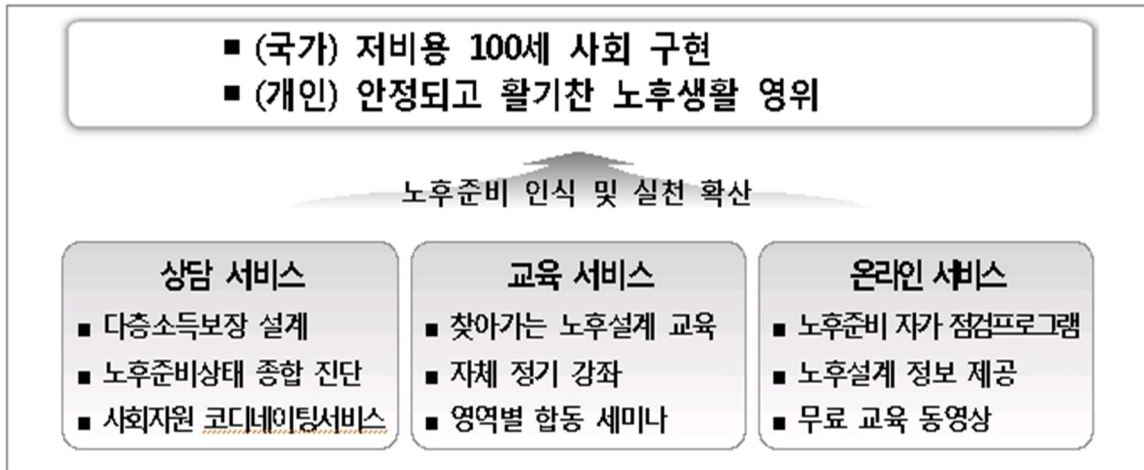 ■ (국가) 저비용 100세 사회 구현
■ (개인) 안정되고 활기찬 노후생활 영위
노후준비 인식 및 실천 확산
상담 서비스
■ 다층소득보장 설계
■ 노후준비상태 종합 진단
■ 사회자원 코디네이팅서비스
교육 서비스
■ 찾아가는 노후설계 교육
■ 자체 정기 강좌
■ 영역별 합동 세미나
온라인 서비스
■ 노후준비 자가 점검프로그램
■ 노후설계 정보 제공
■ 무료 교육 동영상